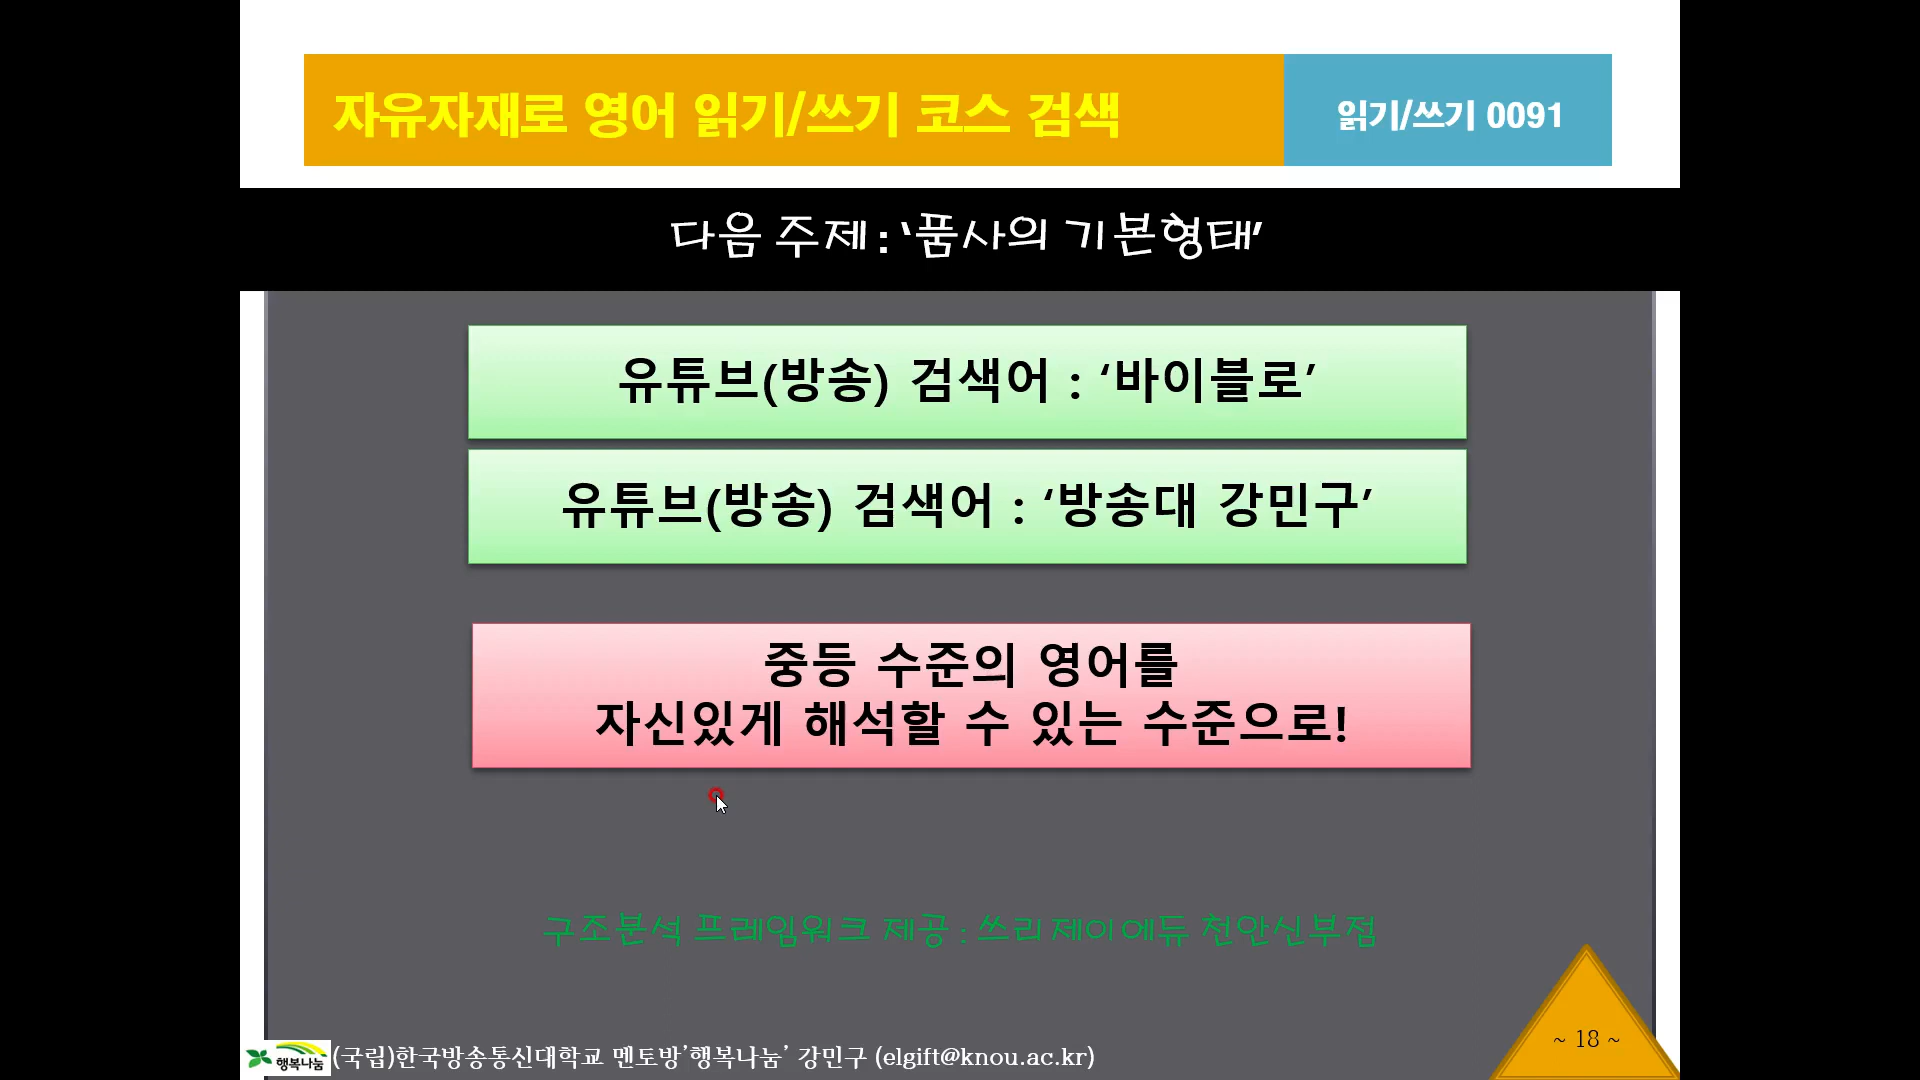 자유자재로 영어 읽기/쓰기 코스 검색
읽기/쓰기 0091
다음 주제 : ‘품사의 기본형태’
유튜브(방송) 검색어 : ‘바이블로’
유튜브(방송) 검색어 : ‘방송대 강민구’
중등 수준의 영어를
자신있게 해석할 수 있는 수준으로!
구조분석 프레임워크 제공 : 쓰리제이에듀 천안신부점
행복나눔
(국립)한국방송통신대학교 멘토방’행복나눔’ 강민구 (elgift@knou.ac.kr)
~ 18 ~